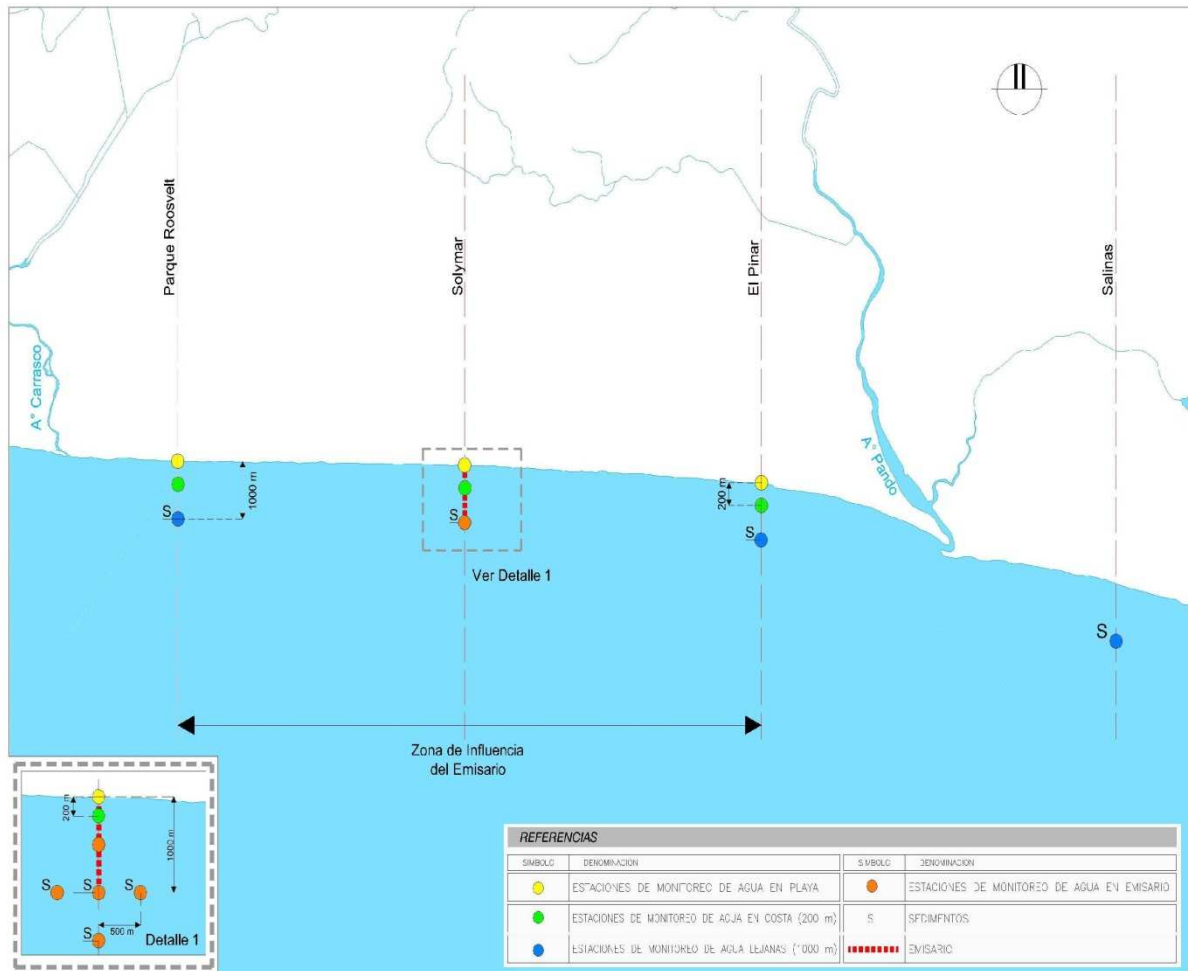 Parque Roosvelt
Solymar
El Pinar
Salinas
A° Carrasco
A° Pando
1000 m
200 m
S
S
S
S
Ver Detalle 1
Zona de Influencia
del Emisario
200 m
1000 m
S
S
S
500 m
S
Detalle 1
REFERENCIAS
SIMBOLO DENOMINACION SIMBOLO DENOMINACION
ESTACIONES DE MONITOREO DE AGUA EN PLAYA
ESTACIONES DE MONITOREO DE AGUA EN EMISARIO
ESTACIONES DE MONITOREO DE AGUA EN COSTA (200 m)
S SEDIMENTOS
ESTACIONES DE MONITOREO DE AGUA LEJANAS (1000 m)
EMISARIO